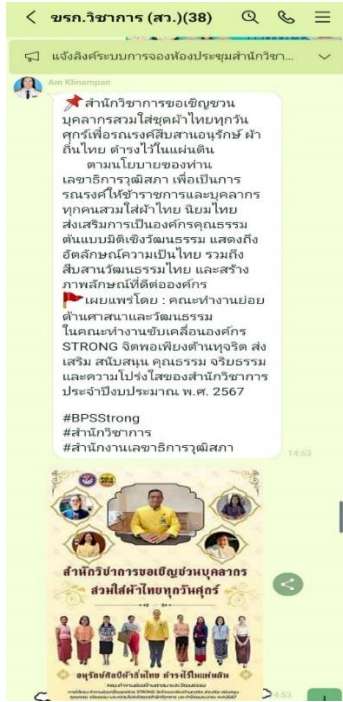 ขรก.วิชาการ (สว.)(38)
แจ้งลิงค์ระบบการจองห้องประชุมสำนักวิชา...
Am Klinampan
📌สำนักวิชาการขอเชิญชวน
บุคลากรสวมใส่ชุดผ้าไทยทุกวัน
ศุกร์เพื่อรณรงค์สืบสานอนุรักษ์ ผ้า
ถิ่นไทย ดำรงไว้ในแผ่นดิน
ตามนโยบายของท่าน
เลขาธิการวุฒิสภา เพื่อเป็นการ
รณรงค์ให้ข้าราชการและบุคลากร
ทุกคนสวมใส่ผ้าไทย นิยมไทย
ส่งเสริมการเป็นองค์กรคุณธรรม
ต้นแบบมิติเชิงวัฒนธรรม แสดงถึง
อัตลักษณ์ความเป็นไทย รวมถึง
สืบสานวัฒนธรรมไทย และสร้าง
ภาพลักษณ์ที่ดีต่อองค์กร
🚩เผยแพร่โดย : คณะทำงานย่อย
ด้านศาสนาและวัฒนธรรม
ในคณะทำงานขับเคลื่อนองค์กร
STRONG จิตพอเพียงต้านทุจริต ส่ง
เสริม สนับสนุน คุณธรรม จริยธรรม
และความโปร่งใสของสำนักวิชาการ
ประจำปีงบประมาณ พ.ศ. 2567
#BPSStrong
#สำนักวิชาการ
#สำนักงานเลขาธิการวุฒิสภา
14:53
สำนักวิชาการขอเชิญชวนบุคลากร
สวมใส่ผ้าไทยทุกวันศุกร์
อนุรักษ์ศิลป์ผ้าถิ่นไทย ดำรงไว้ในแผ่นดิน
14:53